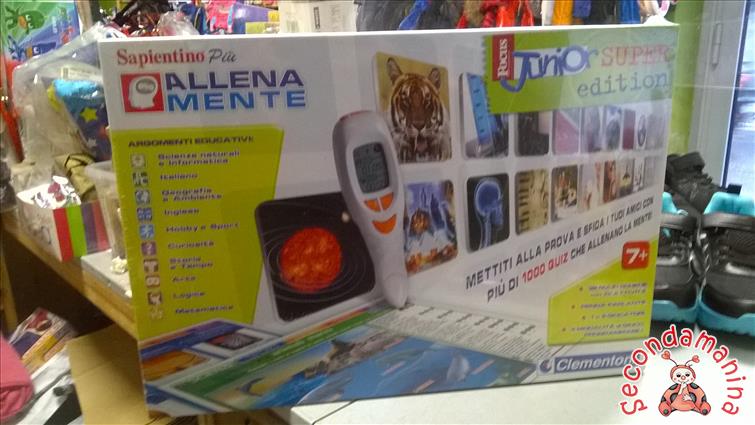 Sapientino Più
ALLENA
MENTE
Focus
Junior SUPER
edition
ARGOMENTI EDUCATIVI:
Scienze naturali
e Informatica
Italiano
Geografia e
Ambiente
Inglese
Hobby e Sport
Curiosità
Storia
e Tempo
Arte
Logica
Matematica
METTITI ALLA PROVA E SFIDA I TUOI AMICI CON
PIÙ DI 1000 QUIZ CHE ALLENANO LA MENTE!
7+
Clementoni
Secondamanina